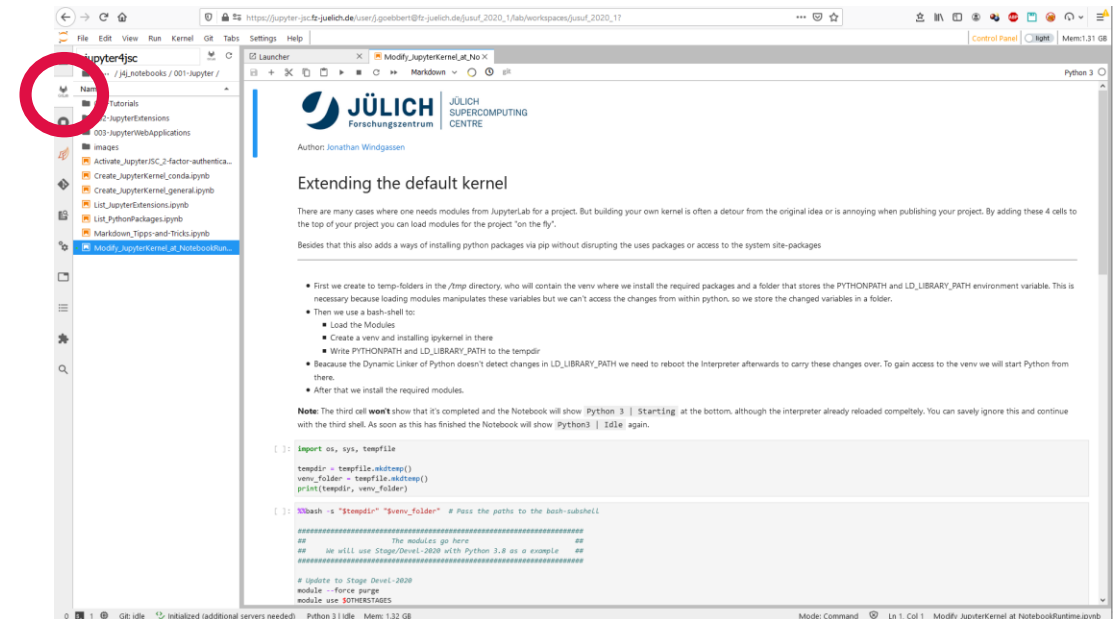 https://jupyter-jsc.fz-juelich.de/user/j.goebbert@fz-juelich.de/jusuf_2020_1/lab/workspaces/jusuf_2020_1?
File Edit View Run Kernel Git Tabs Settings Help
Control Panel light Mem:1.31 GB
jupyter4jsc
/ j4j_notebooks / 001-Jupyter /
Tutorials
JupyterExtensions
003-JupyterWebApplications
images
Activate_JupyterJSC_2-factor-authentica...
Create_JupyterKernel_conda.ipynb
Create_JupyterKernel_general.ipynb
List_JupyterExtensions.ipynb
List_PythonPackages.ipynb
Markdown_Tipps-and-Tricks.ipynb
Modify_JupyterKernel_at_NotebookRun...
Launcher
Modify_JupyterKernel_at_No
Markdown
Python 3
JÜLICH
Forschungszentrum
JÜLICH
SUPERCOMPUTING
CENTRE
Author: Jonathan Windgassen
Extending the default kernel
There are many cases where one needs modules from JupyterLab for a project. But building your own kernel is often a detour from the original idea or is annoying when publishing your project. By adding these 4 cells to
the top of your project you can load modules for the project "on the fly".
Besides that this also adds a ways of installing python packages via pip without disrupting the uses packages or access to the system site-packages
First we create to temp-folders in the /tmp directory, who will contain the venv where we install the required packages and a folder that stores the PYTHONPATH and LD_LIBRARY_PATH environment variable. This is
necessary because loading modules manipulates these variables but we can't access the changes from within python, so we store the changed variables in a folder.
Then we use a bash-shell to:
Load the Modules
Create a venv and installing ipykernel in there
Write PYTHONPATH and LD_LIBRARY_PATH to the tempdir
Beacause the Dynamic Linker of Python doesn't detect changes in LD_LIBRARY_PATH we need to reboot the Interpreter afterwards to carry these changes over. To gain access to the venv we will start Python from
there.
After that we install the required modules.
Note: The third cell won't show that it's completed and the Notebook will show Python 3 | Starting at the bottom, although the interpreter already reloaded compeltely. You can savely ignore this and continue
with the third shell. As soon as this has finished the Notebook will show Python3 | Idle again.
[ ]: import os, sys, tempfile
tempdir = tempfile.mkdtemp()
venv_folder = tempfile.mkdtemp()
print(tempdir, venv_folder)
[ ]: %%bash -s "$tempdir" "$venv_folder" # Pass the paths to the bash-subshell
###############################################################
## The modules go here ##
## We will use Stage/Devel-2020 with Python 3.8 as a example ##
###############################################################
# Update to Stage Devel-2020
module --force purge
module use $OTHERSTAGES
0 1 Git: idle Initialized (additional servers needed) Python 3 | Idle Mem: 1.32 GB
Mode: Command Ln 1, Col 1 Modify_JupyterKernel_at_NotebookRuntime.ipynb